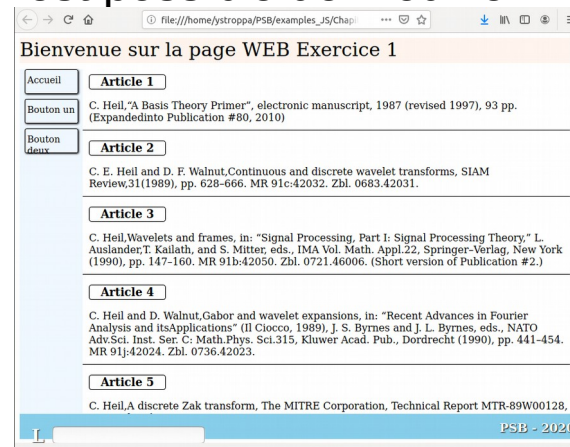 file:///home/ystroppa/PSB/examples_JS/Chap
Bienvenue sur la page WEB Exercice 1
Accueil
Bouton un
Bouton
deux
Article 1
C. Heil,“A Basis Theory Primer”, electronic manuscript, 1987 (revised 1997), 93 pp.
(Expandedinto Publication #80, 2010)
Article 2
C. E. Heil and D. F. Walnut,Continuous and discrete wavelet transforms, SIAM
Review,31(1989), pp. 628–666. MR 91c:42032. Zbl. 0683.42031.
Article 3
C. Heil,Wavelets and frames, in: “Signal Processing, Part I: Signal Processing Theory,” L.
Auslander,T. Kailath, and S. Mitter, eds., IMA Vol. Math. Appl.22, Springer–Verlag, New York
(1990), pp. 147–160. MR 91b:42050. Zbl. 0721.46006. (Short version of Publication #2.)
Article 4
C. Heil and D. Walnut,Gabor and wavelet expansions, in: “Recent Advances in Fourier
Analysis and itsApplications” (Il Ciocco, 1989), J. S. Byrnes and J. L. Byrnes, eds., NATO
Adv.Sci. Inst. Ser. C: Math.Phys. Sci.315, Kluwer Acad. Pub., Dordrecht (1990), pp. 441–454.
MR 91j:42024. Zbl. 0736.42023.
Article 5
C. Heil,A discrete Zak transform, The MITRE Corporation, Technical Report MTR-89W00128,
L
PSB - 2020